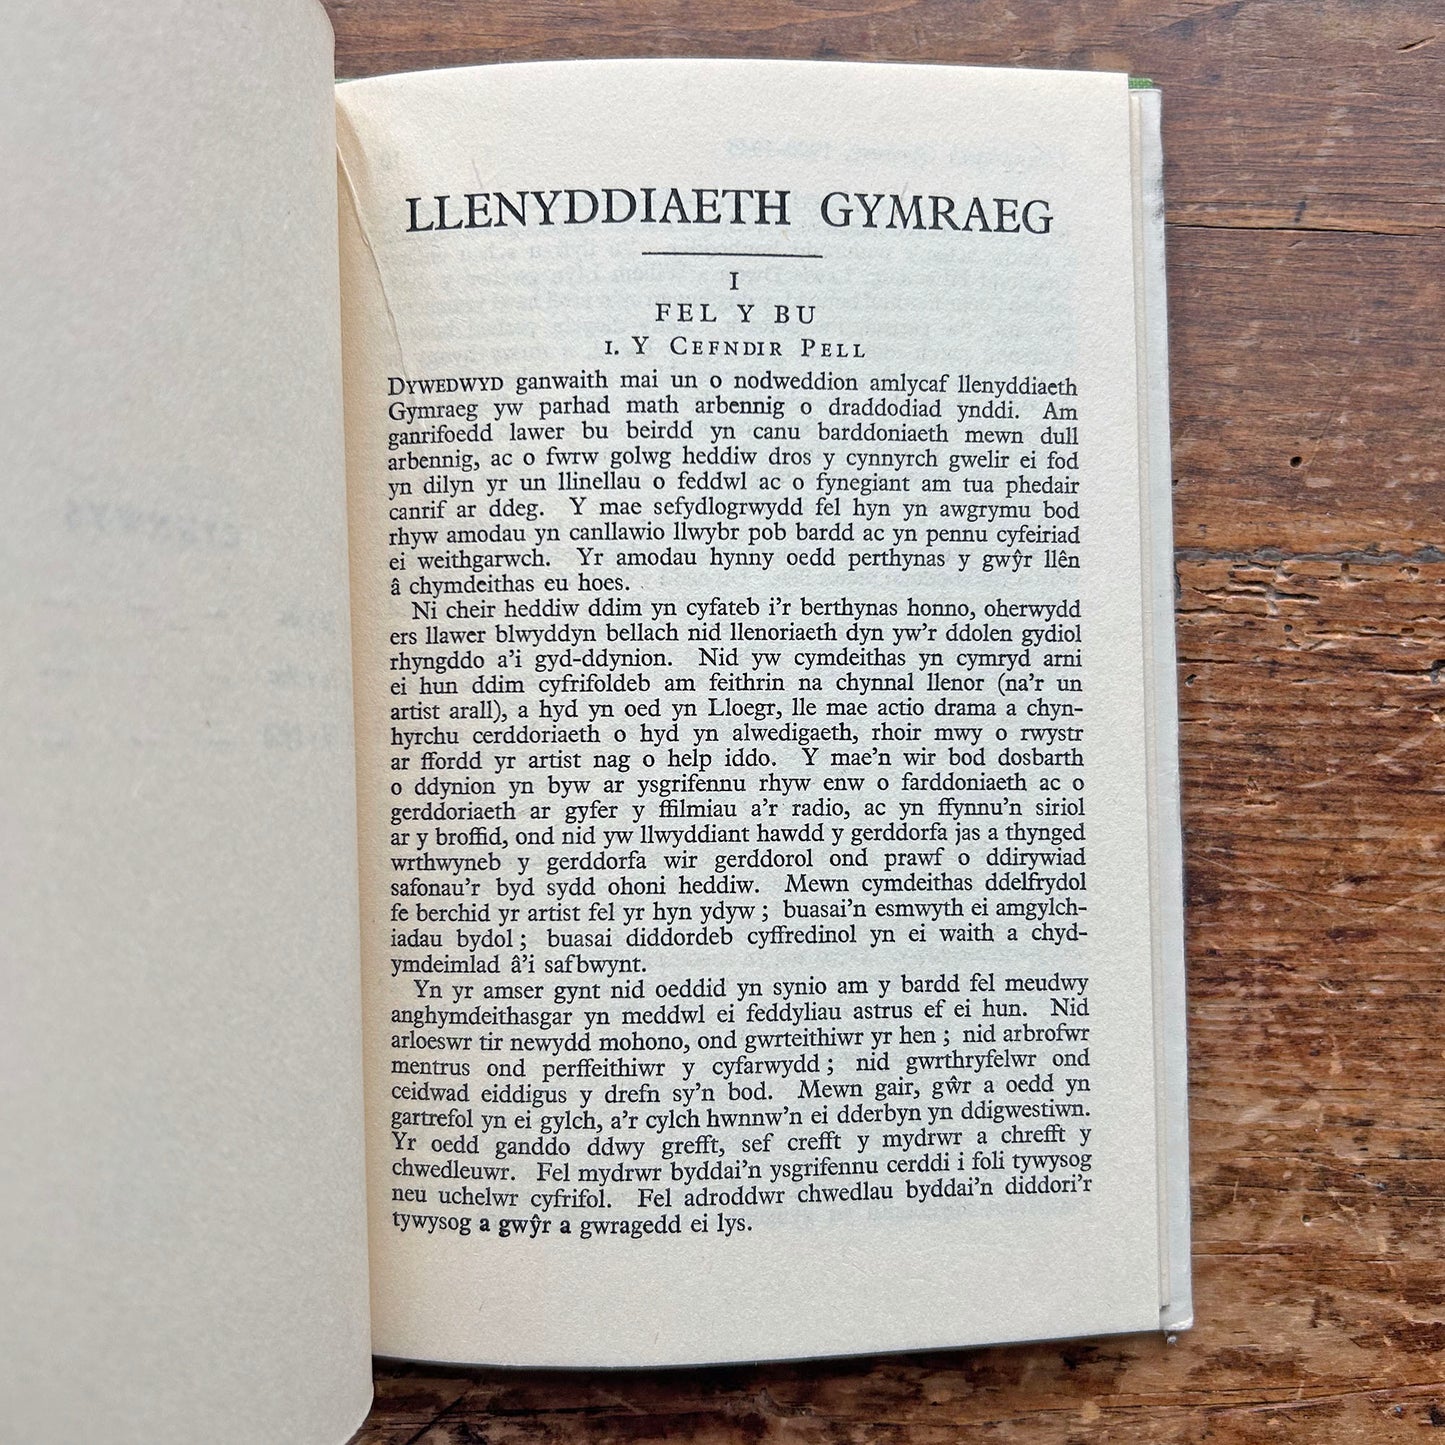 LLENYDDIAETH GYMRAEG
I
FEL Y BU
1. Y CEFNDIR PELL
DYWEDWYD ganwaith mai un o nodweddion amlycaf llenyddiaeth
Gymraeg yw parhad math arbennig o draddodiad ynddi. Am
ganrifoedd lawer bu beirdd yn canu barddoniaeth mewn dull
arbennig, ac o fwrw golwg heddiw dros y cynnyrch gwelir ei fod
yn dilyn yr un llinellau o feddwl ac o fynegiant am tua phedair
canrif ar ddeg. Y mae sefydlogrwydd fel hyn yn awgrymu bod
rhyw amodau yn canllawio llwybr pob bardd ac yn pennu cyfeiriad
ei weithgarwch. Yr amodau hynny oedd perthynas y gwŷr llên
â chymdeithas eu hoes.
Ni cheir heddiw ddim yn cyfateb i'r berthynas honno, oherwydd
ers llawer blwyddyn bellach nid llenoriaeth dyn yw'r ddolen gydiol
rhyngddo a'i gyd-ddynion. Nid yw cymdeithas yn cymryd arni
ei hun ddim cyfrifoldeb am feithrin na chynnal llenor (na'r un
artist arall), a hyd yn oed yn Lloegr, lle mae actio drama a chyn-
hyrchu cerddoriaeth o hyd yn alwedigaeth, rhoir mwy o rwystr
ar ffordd yr artist nag o help iddo. Y mae'n wir bod dosbarth
o ddynion yn byw ar ysgrifennu rhyw enw o farddoniaeth ac o
gerddoriaeth ar gyfer y ffilmiau a'r radio, ac yn ffynnu'n siriol
ar y broffid, ond nid yw llwyddiant hawdd y gerddorfa jas a thynged
wrthwyneb y gerddorfa wir gerddorol ond prawf o ddirywiad
safonau'r byd sydd ohoni heddiw. Mewn cymdeithas ddelfrydol
fe berchid yr artist fel yr hyn ydyw ; buasai'n esmwyth ei amgylch-
iadau bydol ; buasai diddordeb cyffredinol yn ei waith a chyd-
ymdeimlad â'i safbwynt.
Yn yr amser gynt nid oeddid yn synio am y bardd fel meudwy
anghymdeithasgar yn meddwl ei feddyliau astrus ef ei hun. Nid
arloeswr tir newydd mohono, ond gwrteithiwr yr hen ; nid arbrofwr
mentrus ond perffeithiwr y cyfarwydd ; nid gwrthryfelwr ond
ceidwad eiddigus y drefn sy'n bod. Mewn gair, gŵr a oedd yn
gartrefol yn ei gylch, a'r cylch hwnnw'n ei dderbyn yn ddigwestiwn.
Yr oedd ganddo ddwy grefft, sef crefft y mydrwr a chrefft y
chwedleuwr. Fel mydrwr byddai'n ysgrifennu cerddi i foli tywysog
neu uchelwr cyfrifol. Fel adroddwr chwedlau byddai'n diddori'r
tywysog a gwŷr a gwragedd ei lys.